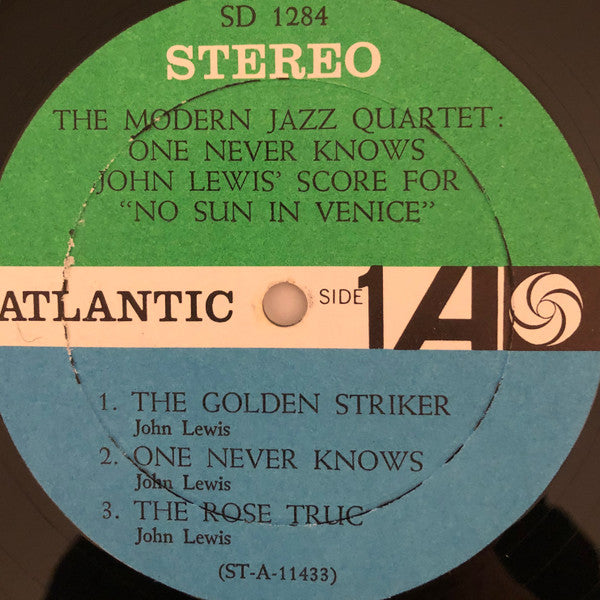 SD 1284
STEREO
THE MODERN JAZZ QUARTET:
ONE NEVER KNOWS
JOHN LEWIS' SCORE FOR
"NO SUN IN VENICE"
ATLANTIC SIDE 1 A
1. THE GOLDEN STRIKER
John Lewis
2. ONE NEVER KNOWS
John Lewis
3. THE ROSE TRUC
John Lewis
(ST-A-11433)